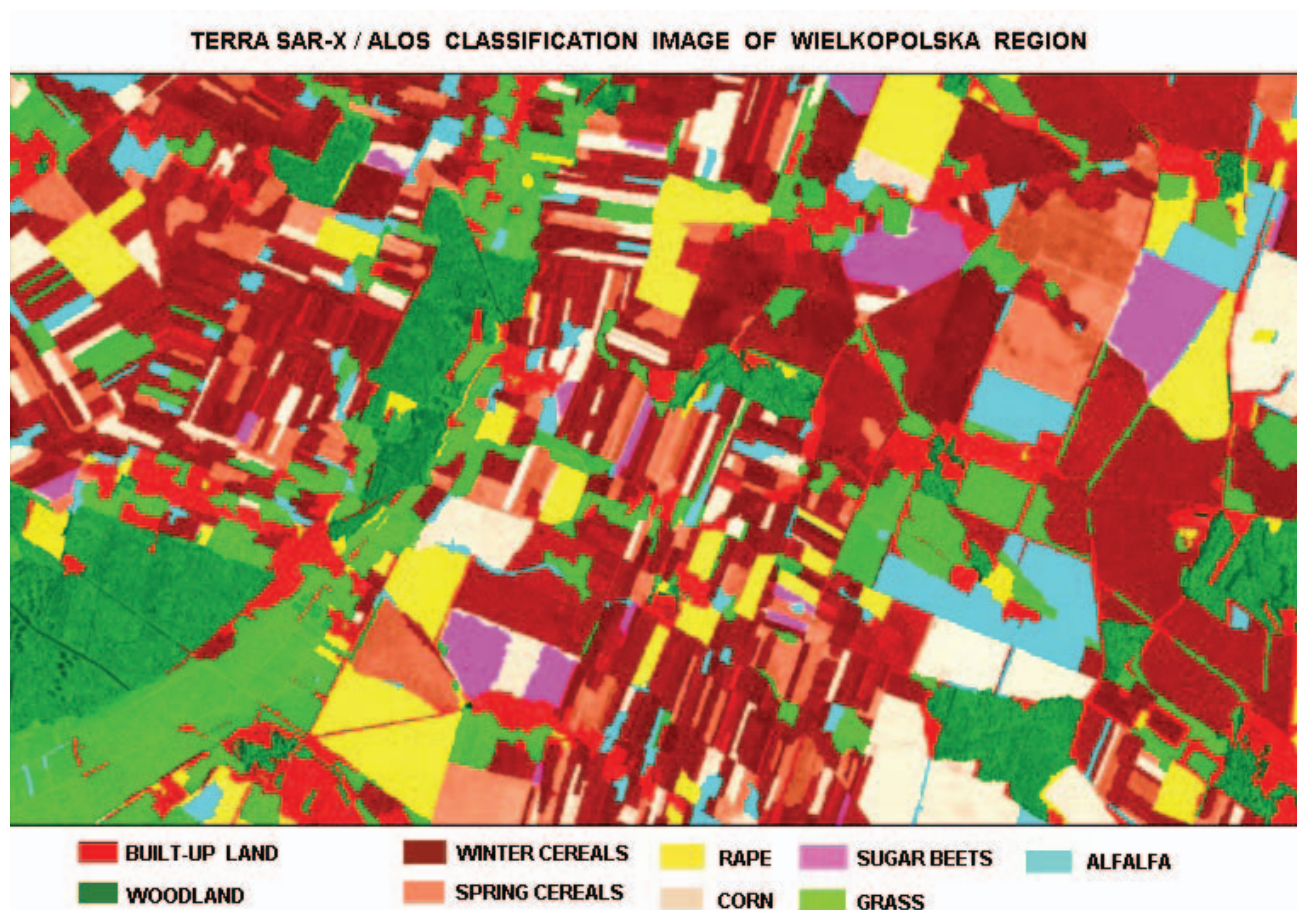 TERRA SAR-X / ALOS CLASSIFICATION IMAGE OF WIELKOPOLSKA REGION
BUILT-UP LAND WINTER CEREALS RAPE SUGAR BEETS ALFALFA
WOODLAND SPRING CEREALS CORN GRASS